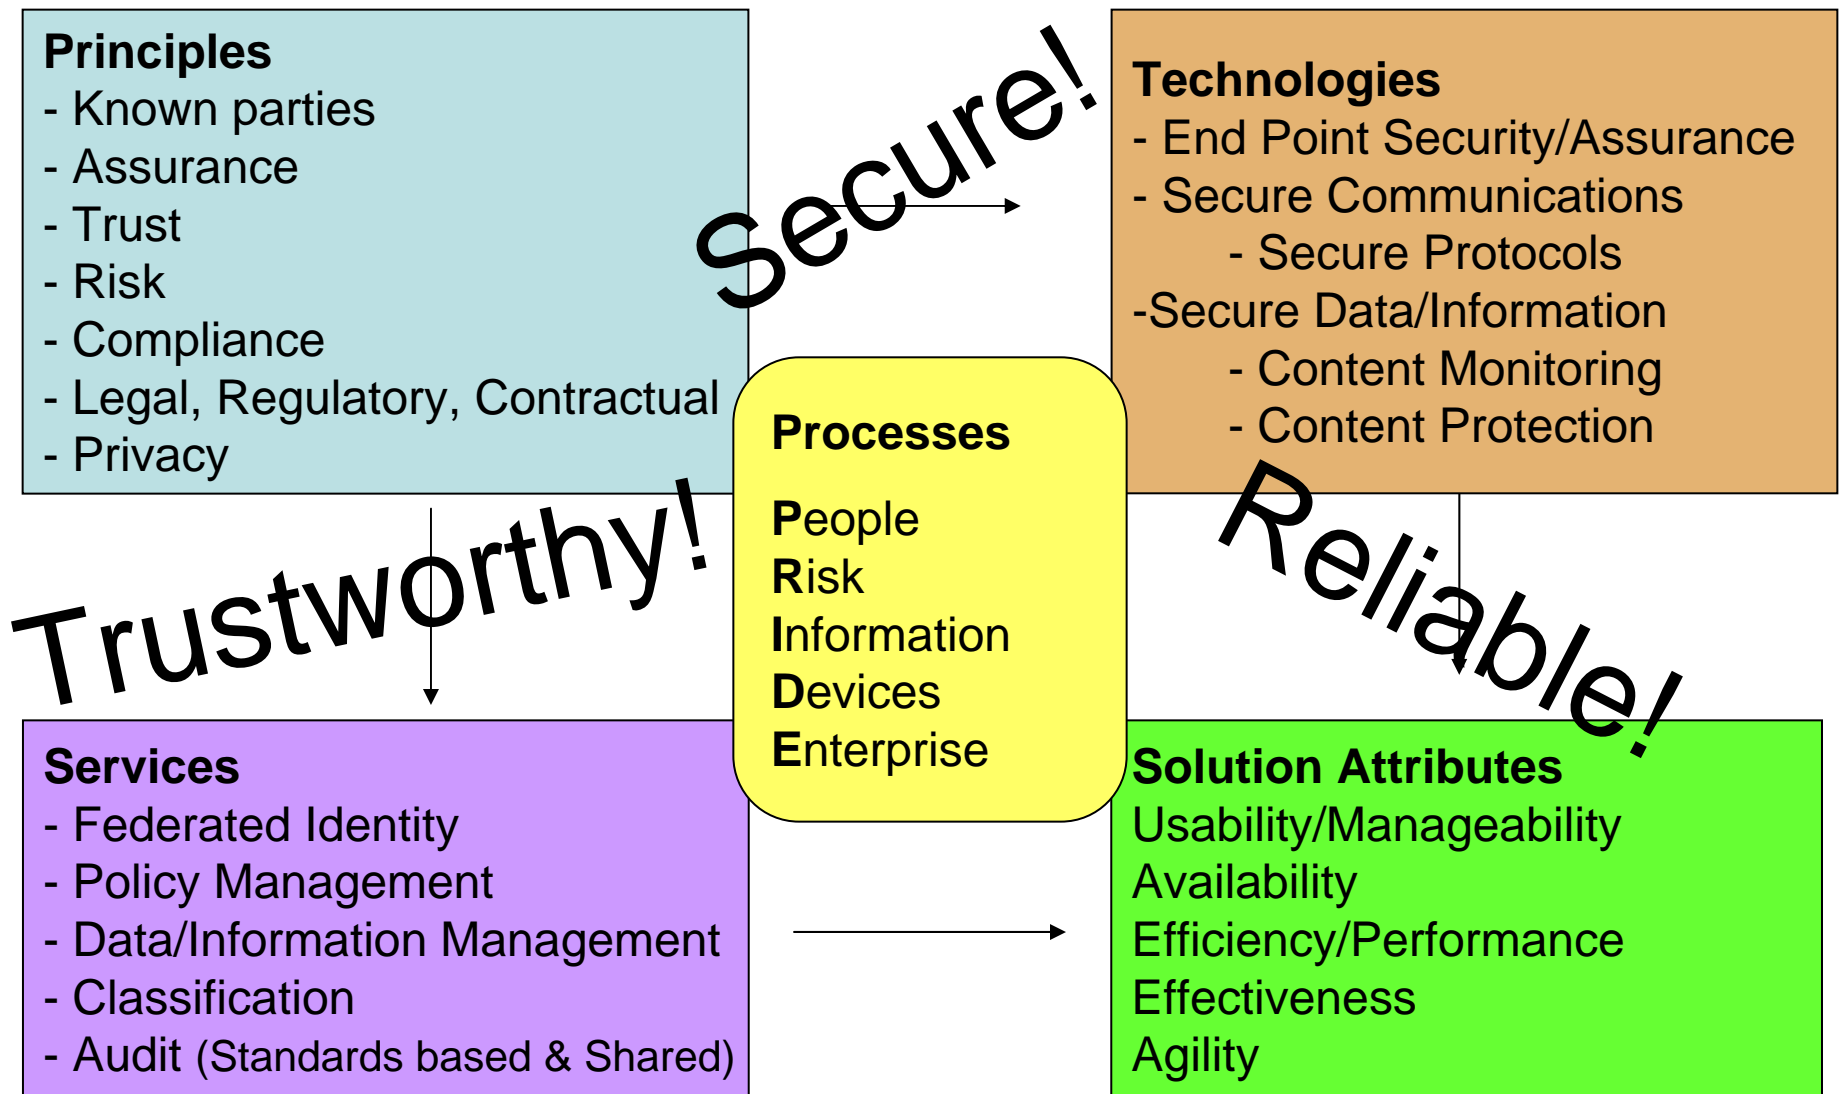 Principles
- Known parties
- Assurance
- Trust
- Risk
- Compliance
- Legal, Regulatory, Contractual
- Privacy
Secure!
Technologies
- End Point Security/Assurance
- Secure Communications
- Secure Protocols
-Secure Data/Information
- Content Monitoring
- Content Protection
Processes
People
Risk
Information
Devices
Enterprise
Trustworthy!
Reliable!
Services
- Federated Identity
- Policy Management
- Data/Information Management
- Classification
- Audit (Standards based & Shared)
Solution Attributes
Usability/Manageability
Availability
Efficiency/Performance
Effectiveness
Agility